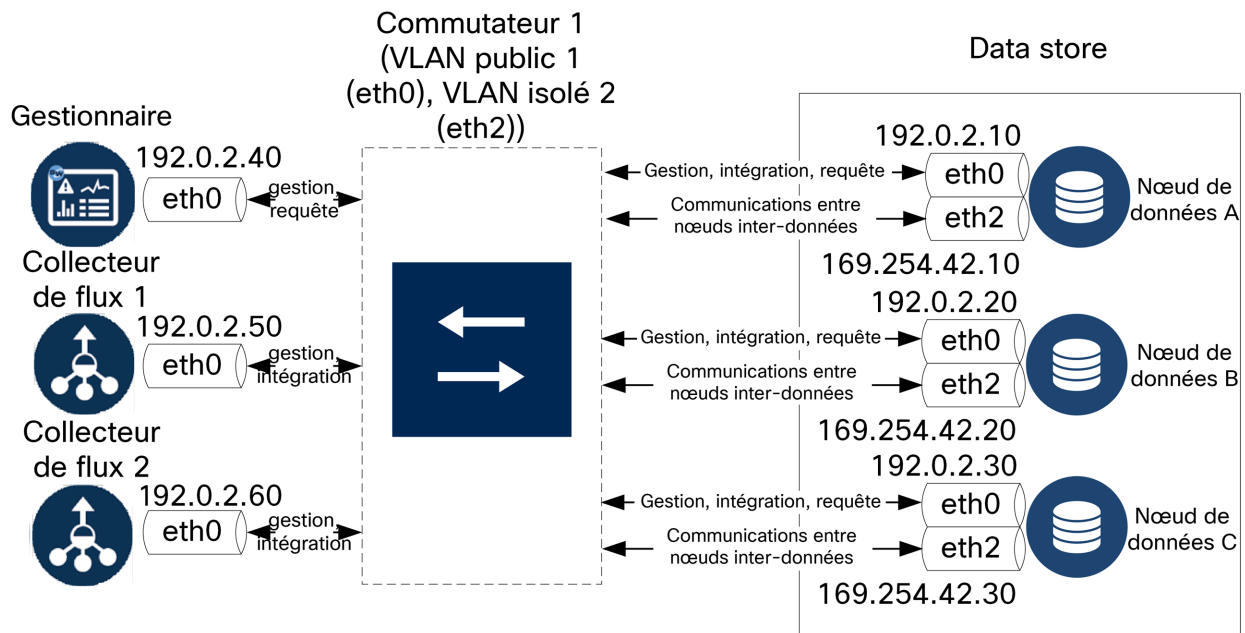 Commutateur 1
(VLAN public 1
(eth0), VLAN isolé 2
(eth2))
Data store
Gestionnaire
192.0.2.40
eth0
gestion,
requête
Collecteur
de flux 1
192.0.2.50
eth0
gestion,
intégration
Collecteur
de flux 2
192.0.2.60
eth0
gestion,
intégration
192.0.2.10
Gestion, intégration, requête
eth0
Communications entre
nœuds inter-données
eth2
169.254.42.10
Nœud de
données A
192.0.2.20
Gestion, intégration, requête
eth0
Communications entre
nœuds inter-données
eth2
169.254.42.20
Nœud de
données B
192.0.2.30
Gestion, intégration, requête
eth0
Communications entre
nœuds inter-données
eth2
169.254.42.30
Nœud de
données C